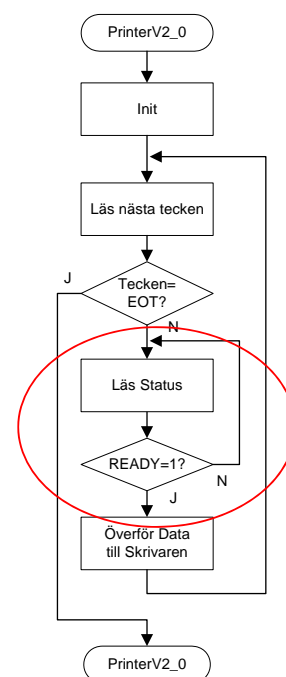 PrinterV2_0
Init
Läs nästa tecken
J
Tecken=
EOT?
N
Läs Status
READY=1?
N
J
Överför Data
till Skrivaren
PrinterV2_0